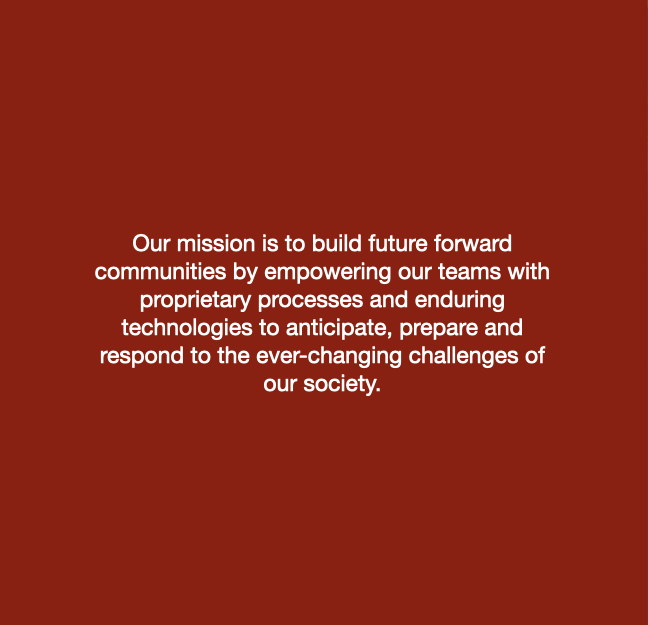 Our mission is to build future forward
communities by empowering our teams with
proprietary processes and enduring
technologies to anticipate, prepare and
respond to the ever-changing challenges of
our society.